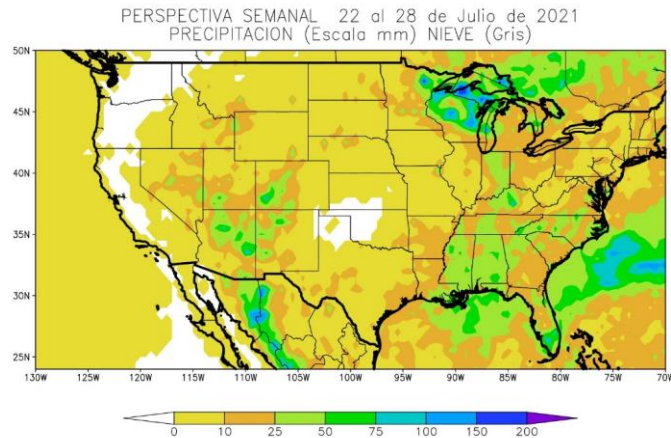 PERSPECTIVA SEMANAL 22 al 28 de Julio de 2021
PRECIPITACION (Escala mm) NIEVE (Gris)
50N
45N
40N
35N
30N
25N
130W 125W 120W 115W 110W 105W 100W 95W 90W 85W 80W 75W 70W
0 10 25 50 75 100 150 200